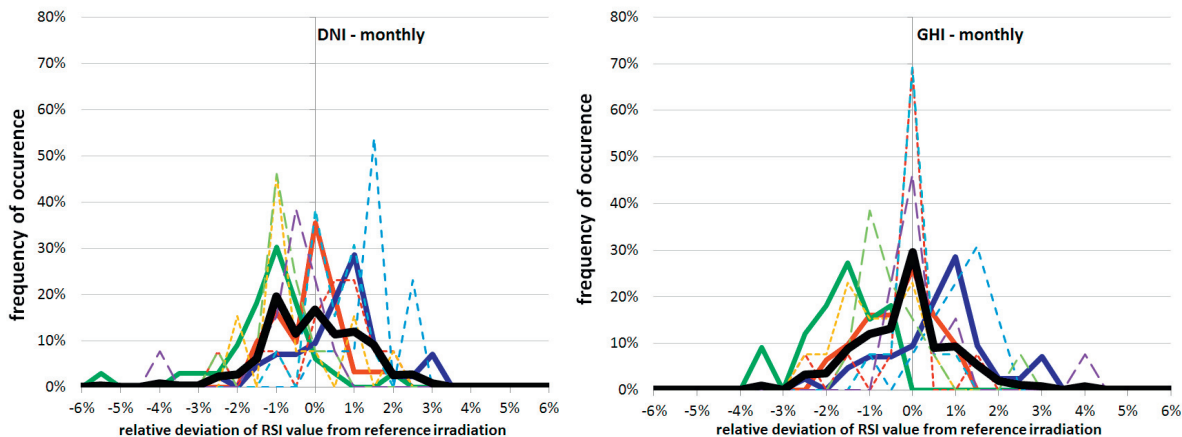 DNI - monthly
80%
70%
60%
50%
40%
30%
20%
10%
0%
frequency of occurence
-6% -5% -4% -3% -2% -1% 0% 1% 2% 3% 4% 5% 6%
relative deviation of RSI value from reference irradiation
GHI - monthly
80%
70%
60%
50%
40%
30%
20%
10%
0%
frequency of occurence
-6% -5% -4% -3% -2% -1% 0% 1% 2% 3% 4% 5% 6%
relative deviation of RSI value from reference irradiation